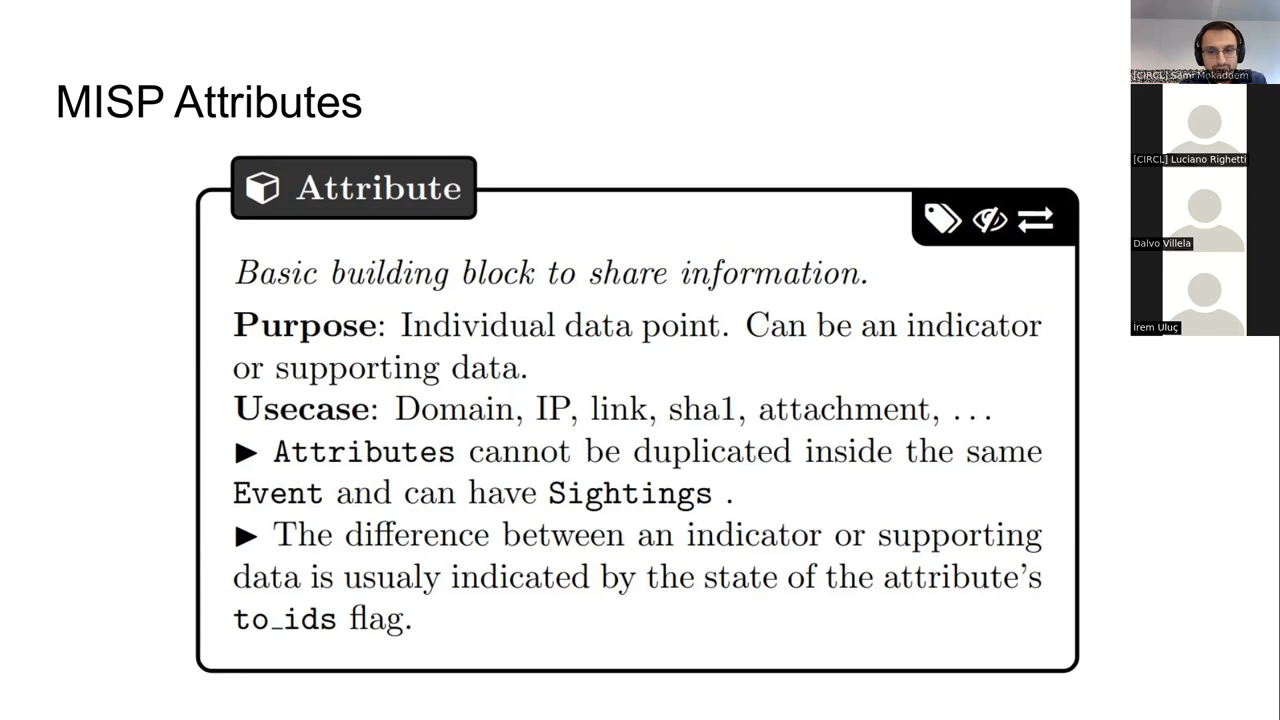 MISP Attributes
Attribute
Basic building block to share information.
Purpose: Individual data point. Can be an indicator
or supporting data.
Usecase: Domain, IP, link, sha1, attachment, ...
▶ Attributes cannot be duplicated inside the same
Event and can have Sightings .
▶ The difference between an indicator or supporting
data is usualy indicated by the state of the attribute's
to_ids flag.
[CIRCL] Sami Mokaddem
[CIRCL] Luciano Righetti
Dalvo Villela
İrem Uluç